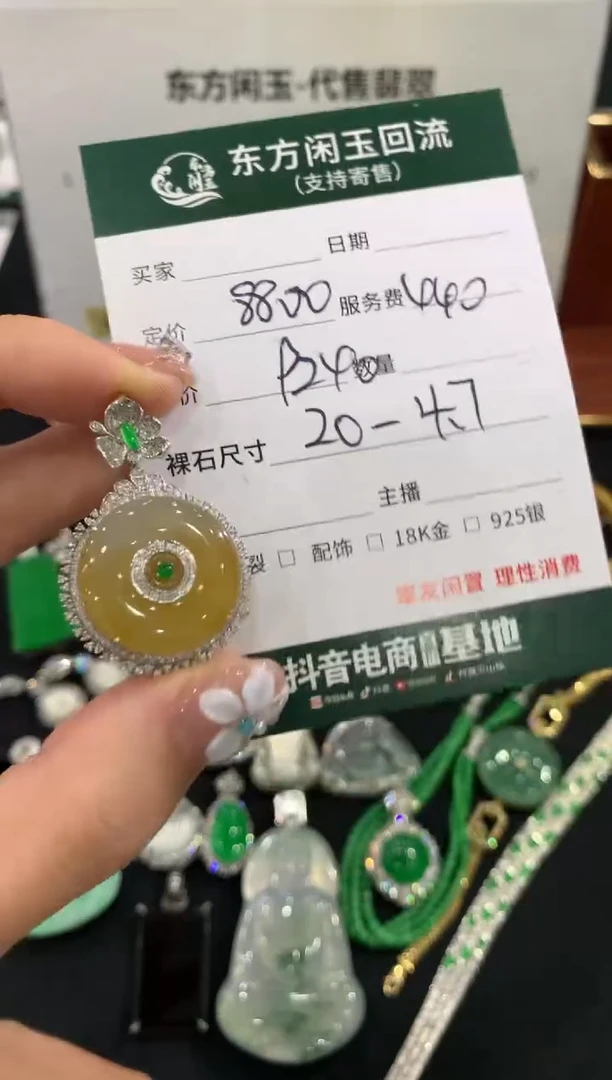 东方闲玉-代售翡翠
东方闲玉回流
(支持寄售)
买家 日期
定价 8800 服务费 440
价 数量
裸石尺寸 20-4.7
主播
裂 □ 配饰 □ 18K金 □ 925银
理性消费
抖音电商 基地